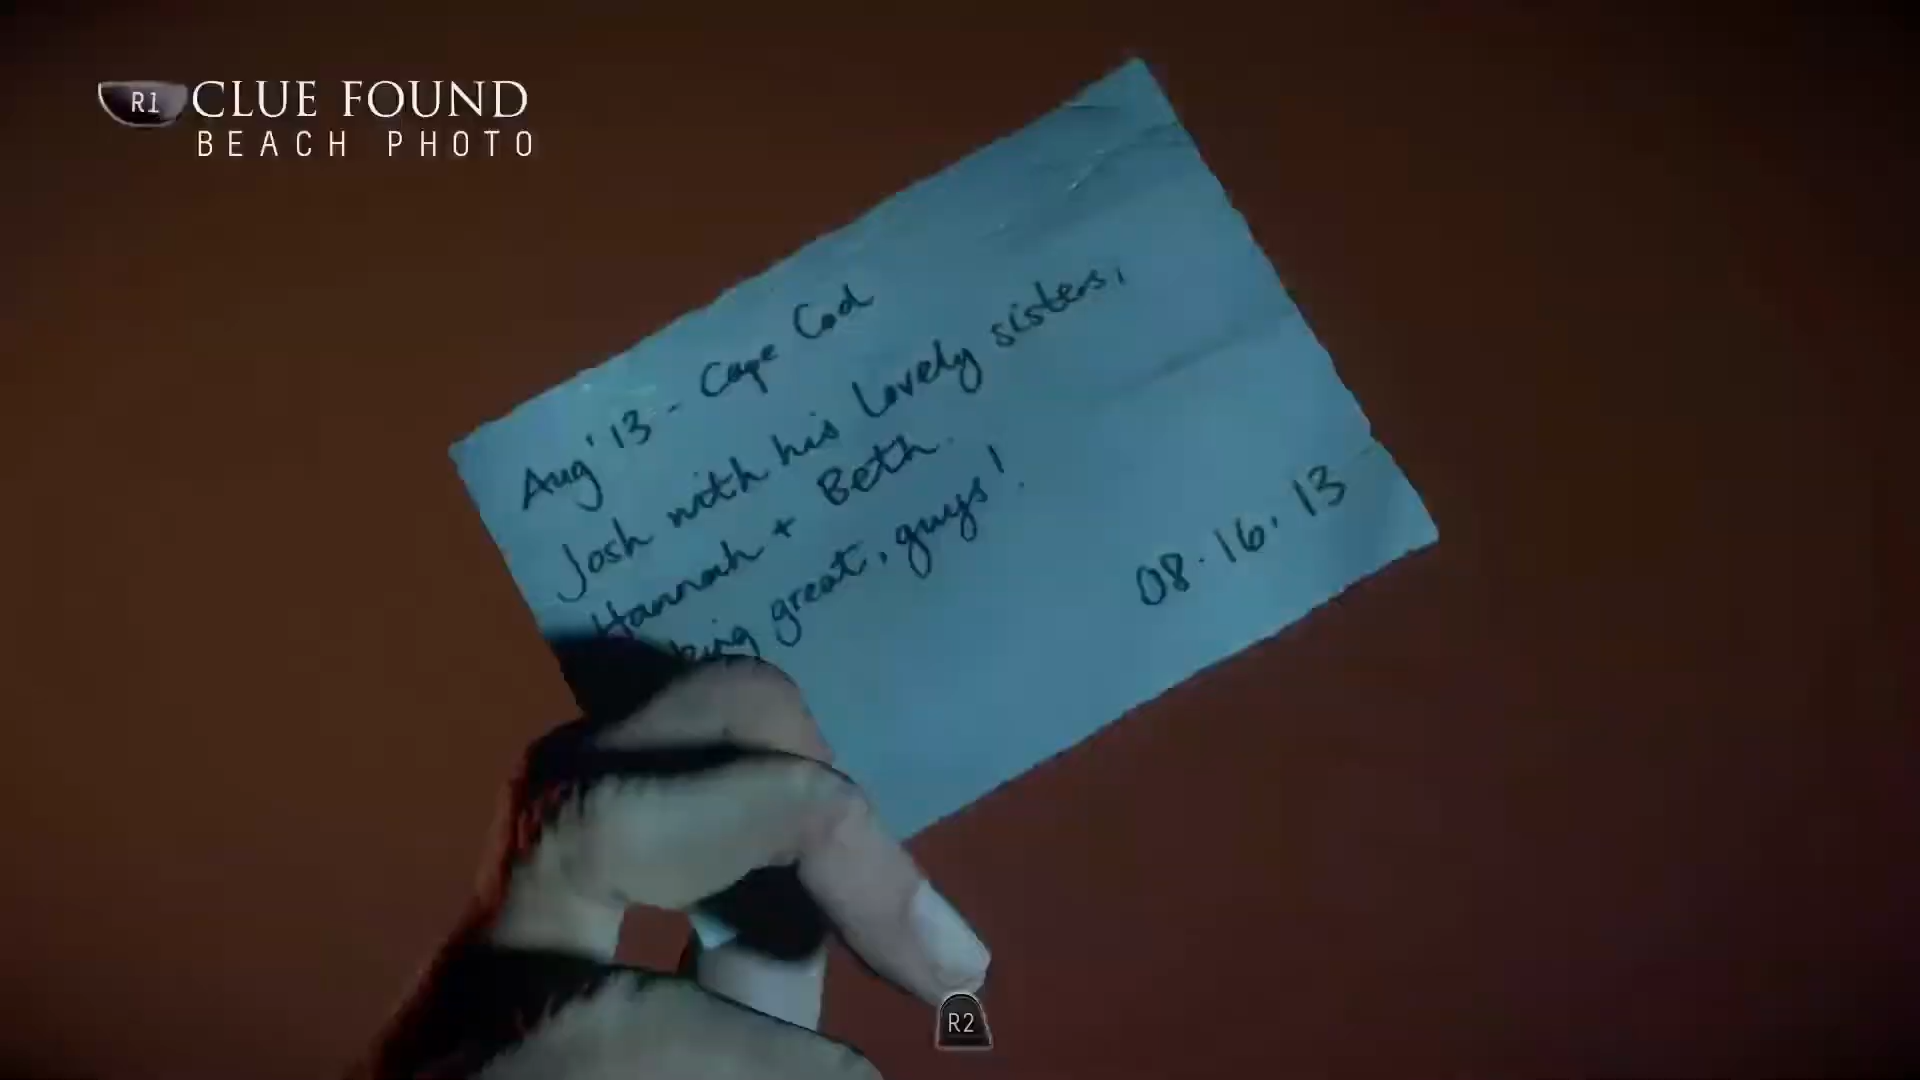 R1 CLUE FOUND
BEACH PHOTO
Aug '13 - Cape Cod
Josh with his lovely sisters,
Hannah + Beth.
king great, guys!
08.16.13
R2